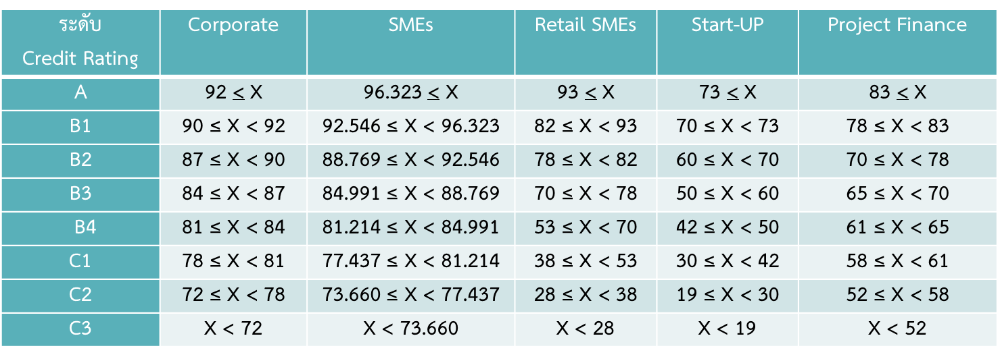 ระดับ Corporate SMEs Retail SMEs Start-UP Project Finance
Credit Rating
A 92 ≤ X 96.323 ≤ X 93 ≤ X 73 ≤ X 83 ≤ X
B1 90 ≤ X < 92 92.546 ≤ X < 96.323 82 ≤ X < 93 70 ≤ X < 73 78 ≤ X < 83
B2 87 ≤ X < 90 88.769 ≤ X < 92.546 78 ≤ X < 82 60 ≤ X < 70 70 ≤ X < 78
B3 84 ≤ X < 87 84.991 ≤ X < 88.769 70 ≤ X < 78 50 ≤ X < 60 65 ≤ X < 70
B4 81 ≤ X < 84 81.214 ≤ X < 84.991 53 ≤ X < 70 42 ≤ X < 50 61 ≤ X < 65
C1 78 ≤ X < 81 77.437 ≤ X < 81.214 38 ≤ X < 53 30 ≤ X < 42 58 ≤ X < 61
C2 72 ≤ X < 78 73.660 ≤ X < 77.437 28 ≤ X < 38 19 ≤ X < 30 52 ≤ X < 58
C3 X < 72 X < 73.660 X < 28 X < 19 X < 52